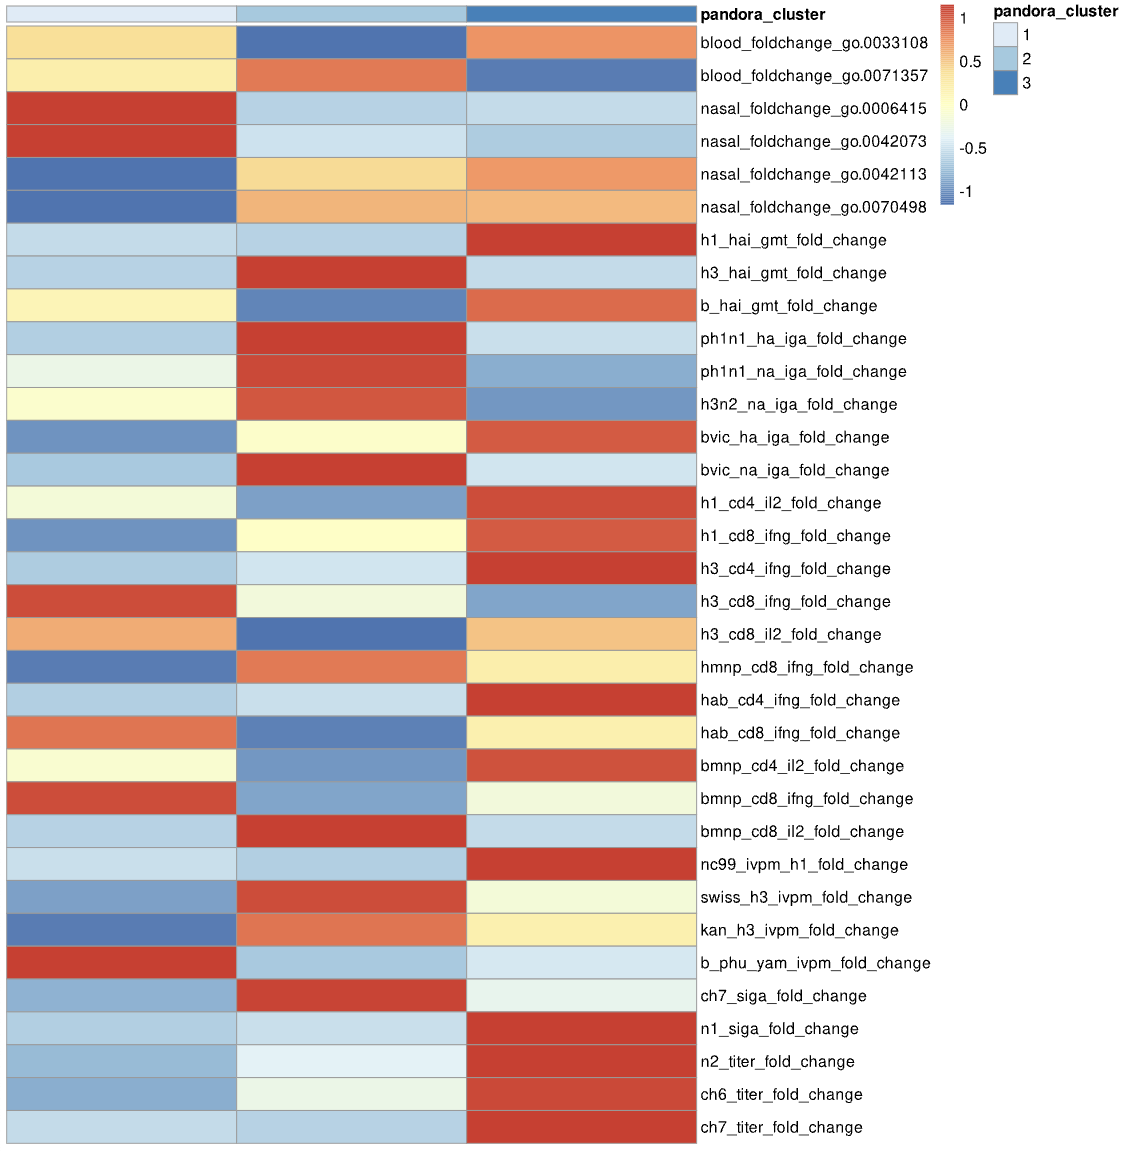 pandora_cluster
blood_foldchange_go.0033108
blood_foldchange_go.0071357
nasal_foldchange_go.0006415
nasal_foldchange_go.0042073
nasal_foldchange_go.0042113
nasal_foldchange_go.0070498
h1_hai_gmt_fold_change
h3_hai_gmt_fold_change
b_hai_gmt_fold_change
ph1n1_ha_iga_fold_change
ph1n1_na_iga_fold_change
h3n2_na_iga_fold_change
bvic_ha_iga_fold_change
bvic_na_iga_fold_change
h1_cd4_il2_fold_change
h1_cd8_ifng_fold_change
h3_cd4_ifng_fold_change
h3_cd8_ifng_fold_change
h3_cd8_il2_fold_change
hmnp_cd8_ifng_fold_change
hab_cd4_ifng_fold_change
hab_cd8_ifng_fold_change
bmnp_cd4_il2_fold_change
bmnp_cd8_ifng_fold_change
bmnp_cd8_il2_fold_change
nc99_ivpm_h1_fold_change
swiss_h3_ivpm_fold_change
kan_h3_ivpm_fold_change
b_phu_yam_ivpm_fold_change
ch7_siga_fold_change
n1_siga_fold_change
n2_titer_fold_change
ch6_titer_fold_change
ch7_titer_fold_change
1
0.5
0
-0.5
-1
pandora_cluster
1
2
3